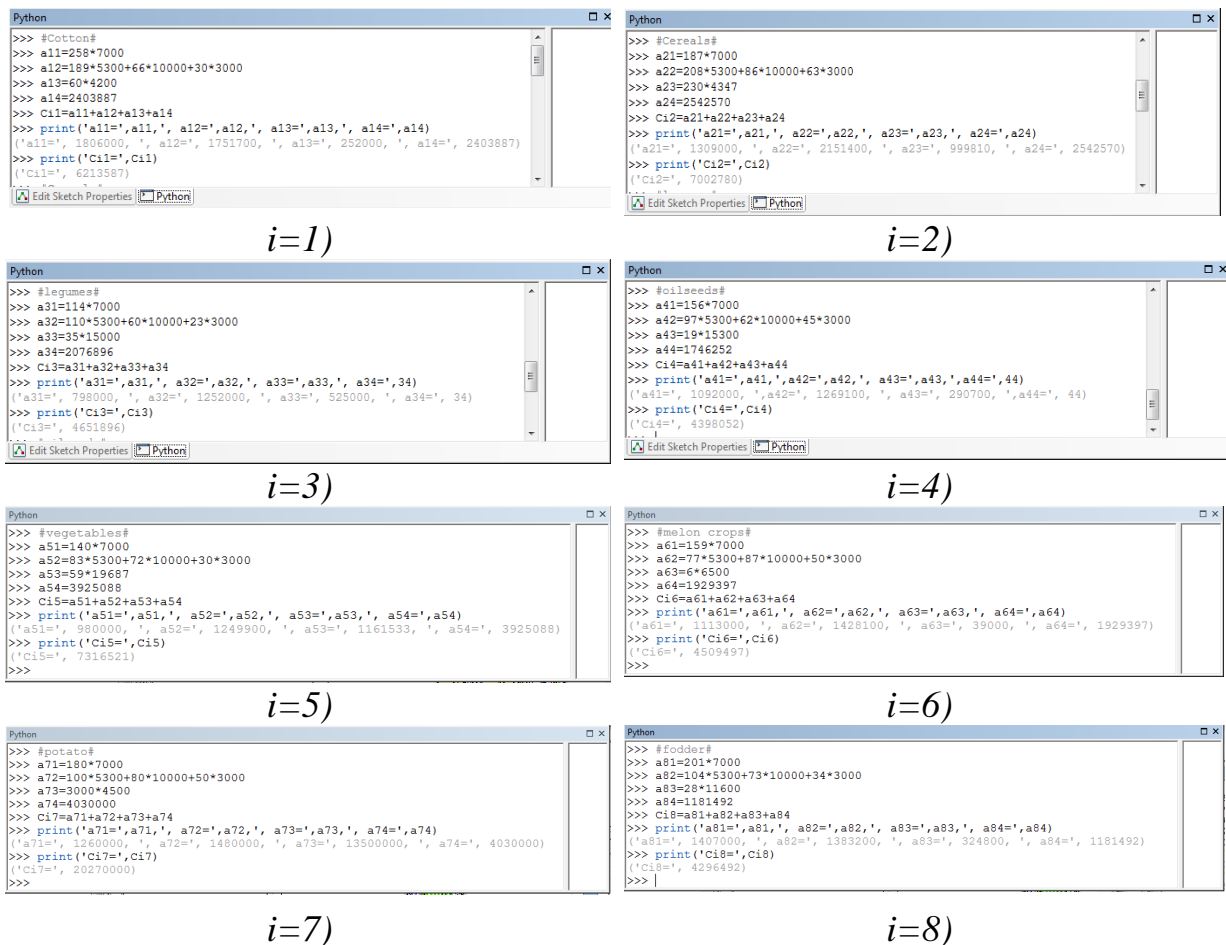 Python
>>> #Cotton#
>>> a11=258*7000
>>> a12=189*5300+66*10000+30*3000
>>> a13=60*4200
>>> a14=2403887
>>> Ci1=a11+a12+a13+a14
>>> print('a11=',a11,', a12=',a12,', a13=',a13,', a14=',a14)
('a11=', 1806000, ', a12=', 1751700, ', a13=', 252000, ', a14=', 2403887)
>>> print('Ci1=',Ci1)
('Ci1=', 6213587)
Edit Sketch Properties Python
i=1)
Python
>>> #Cereals#
>>> a21=187*7000
>>> a22=208*5300+86*10000+63*3000
>>> a23=230*4347
>>> a24=2542570
>>> Ci2=a21+a22+a23+a24
>>> print('a21=',a21,', a22=',a22,', a23=',a23,', a24=',a24)
('a21=', 1309000, ', a22=', 2151400, ', a23=', 999810, ', a24=', 2542570)
>>> print('Ci2=',Ci2)
('Ci2=', 7002780)
Edit Sketch Properties Python
i=2)
Python
>>> #legumes#
>>> a31=114*7000
>>> a32=110*5300+60*10000+23*3000
>>> a33=35*15000
>>> a34=2076896
>>> Ci3=a31+a32+a33+a34
>>> print('a31=',a31,', a32=',a32,', a33=',a33,', a34=',34)
('a31=', 798000, ', a32=', 1252000, ', a33=', 525000, ', a34=', 34)
>>> print('Ci3=',Ci3)
('Ci3=', 4651896)
Edit Sketch Properties Python
i=3)
Python
>>> #oilseeds#
>>> a41=156*7000
>>> a42=97*5300+62*10000+45*3000
>>> a43=19*15300
>>> a44=1746252
>>> Ci4=a41+a42+a43+a44
>>> print('a41=',a41,',a42=',a42,', a43=',a43,',a44=',44)
('a41=', 1092000, ',a42=', 1269100, ', a43=', 290700, ',a44=', 44)
>>> print('Ci4=',Ci4)
('Ci4=', 4398052)
Edit Sketch Properties Python
i=4)
Python
>>> #vegetables#
>>> a51=140*7000
>>> a52=83*5300+72*10000+30*3000
>>> a53=59*19687
>>> a54=3925088
>>> Ci5=a51+a52+a53+a54
>>> print('a51=',a51,', a52=',a52,', a53=',a53,', a54=',a54)
('a51=', 980000, ', a52=', 1249900, ', a53=', 1161533, ', a54=', 3925088)
>>> print('Ci5=',Ci5)
('Ci5=', 7316521)
>>>
i=5)
Python
>>> #melon crops#
>>> a61=159*7000
>>> a62=77*5300+87*10000+50*3000
>>> a63=6*6500
>>> a64=1929397
>>> Ci6=a61+a62+a63+a64
>>> print('a61=',a61,', a62=',a62,', a63=',a63,', a64=',a64)
('a61=', 1113000, ', a62=', 1428100, ', a63=', 39000, ', a64=', 1929397)
>>> print('Ci6=',Ci6)
('Ci6=', 4509497)
>>>
i=6)
Python
>>> #potato#
>>> a71=180*7000
>>> a72=100*5300+80*10000+50*3000
>>> a73=3000*4500
>>> a74=4030000
>>> Ci7=a71+a72+a73+a74
>>> print('a71=',a71,', a72=',a72,', a73=',a73,', a74=',a74)
('a71=', 1260000, ', a72=', 1480000, ', a73=', 13500000, ', a74=', 4030000)
>>> print('Ci7=',Ci7)
('Ci7=', 20270000)
>>>
i=7)
Python
>>> #fodder#
>>> a81=201*7000
>>> a82=104*5300+73*10000+34*3000
>>> a83=28*11600
>>> a84=1181492
>>> Ci8=a81+a82+a83+a84
>>> print('a81=',a81,', a82=',a82,', a83=',a83,', a84=',a84)
('a81=', 1407000, ', a82=', 1383200, ', a83=', 324800, ', a84=', 1181492)
>>> print('Ci8=',Ci8)
('Ci8=', 4296492)
>>>
i=8)